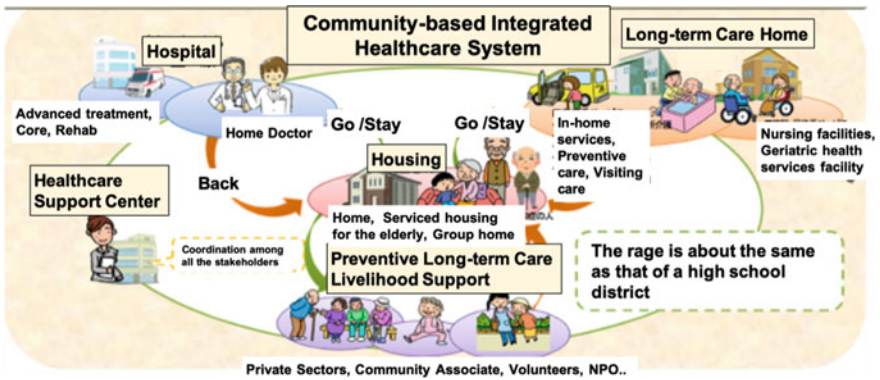 Community-based Integrated
Healthcare System
Hospital
Long-term Care Home
Advanced treatment,
Core, Rehab
Home Doctor
Go /Stay
Go /Stay
In-home
services,
Preventive
care, Visiting
care
Nursing facilities,
Geriatric health
services facility
Housing
Healthcare
Support Center
Back
Home, Serviced housing
for the elderly, Group home
Coordination among
all the stakeholders
Preventive Long-term Care
Livelihood Support
The rage is about the same
as that of a high school
district
Private Sectors, Community Associate, Volunteers, NPO..